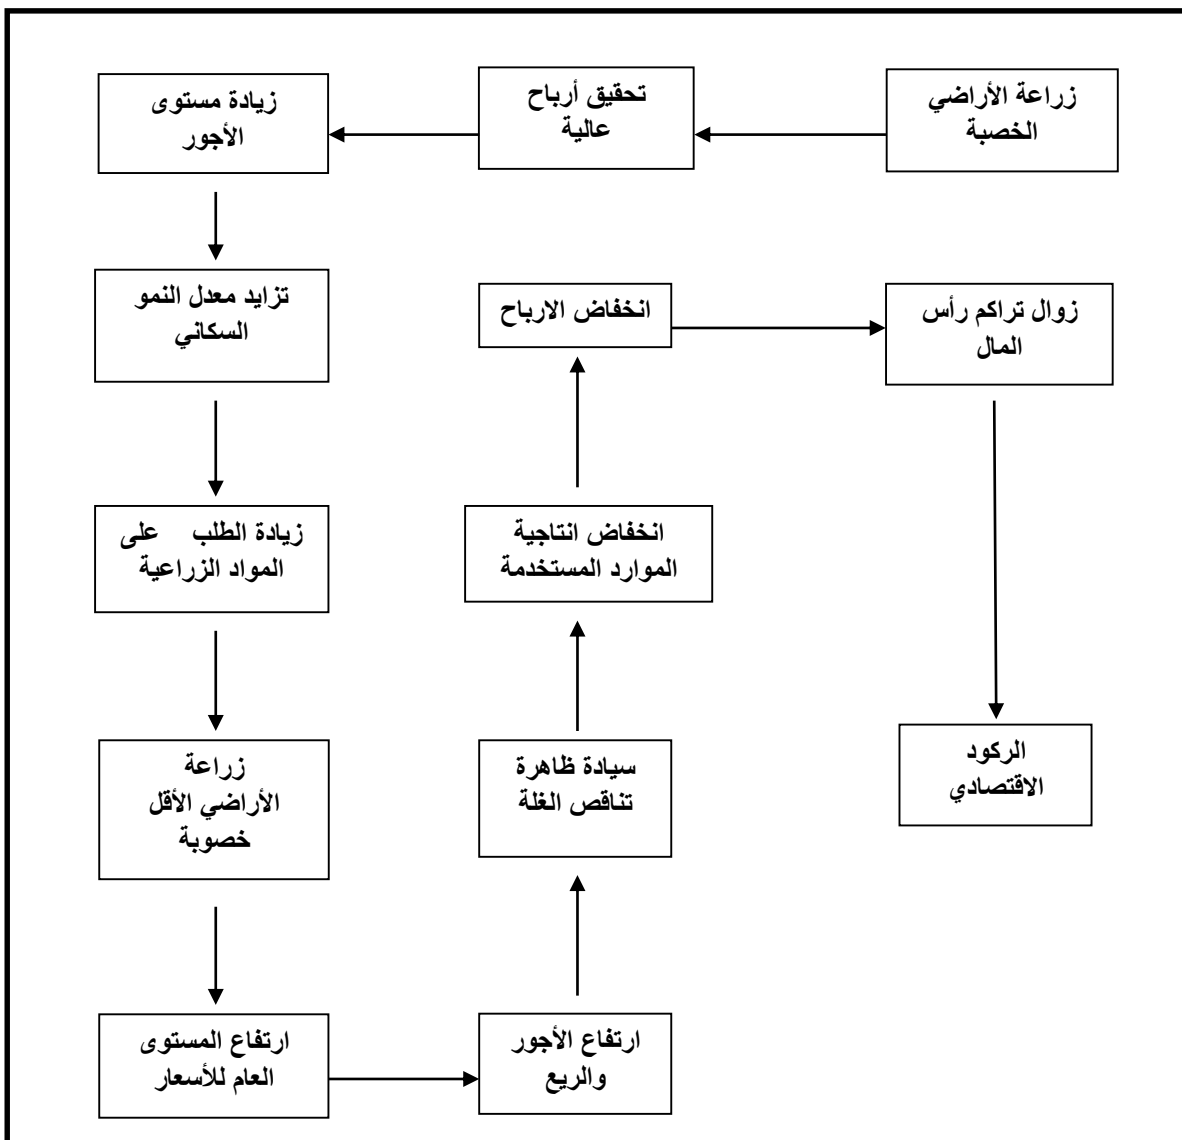 زراعة الأراضي
الخصبة
تحقيق أرباح
عالية
زيادة مستوى
الأجور
تزايد معدل النمو
السكاني
زيادة الطلب على
المواد الزراعية
زراعة
الأراضي الأقل
خصوبة
ارتفاع المستوى
العام للأسعار
ارتفاع الأجور
والريع
سيادة ظاهرة
تناقص الغلة
انخفاض انتاجية
الموارد المستخدمة
انخفاض الارباح
زوال تراكم رأس
المال
الركود
الاقتصادي